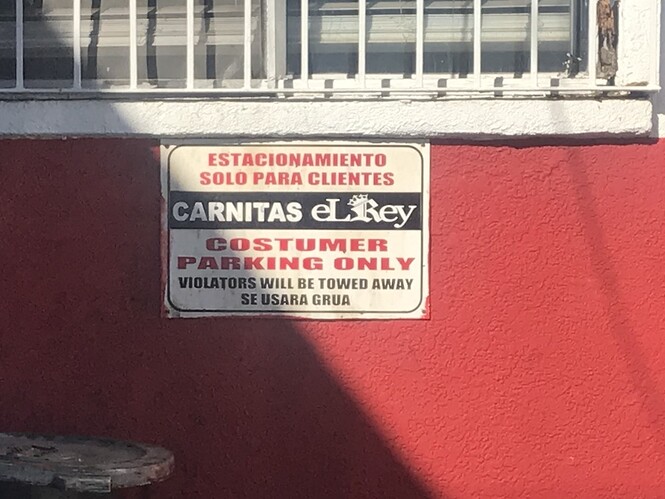 ESTACIONAMIENTO
SOLO PARA CLIENTES
CARNITAS eL Rey
COSTUMER
PARKING ONLY
VIOLATORS WILL BE TOWED AWAY
SE USARA GRUA